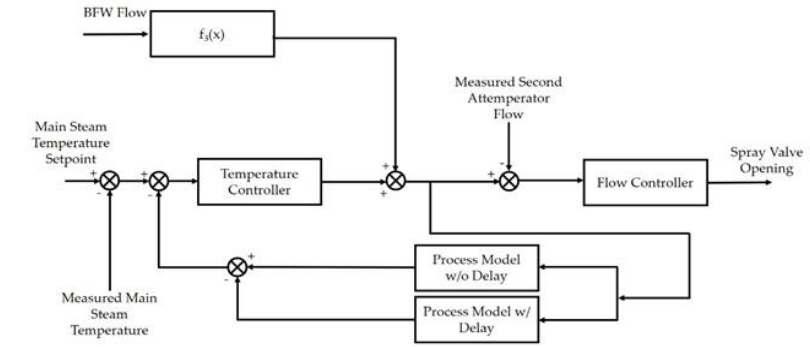 BFW Flow
f₃(x)
Measured Second
Attemperator
Flow
Main Steam
Temperature
Setpoint
Spray Valve
Opening
+
-
+
-
Temperature
Controller
+
+
-
+
Flow Controller
Process Model
w/o Delay
+
-
Measured Main
Steam
Temperature
Process Model w/
Delay